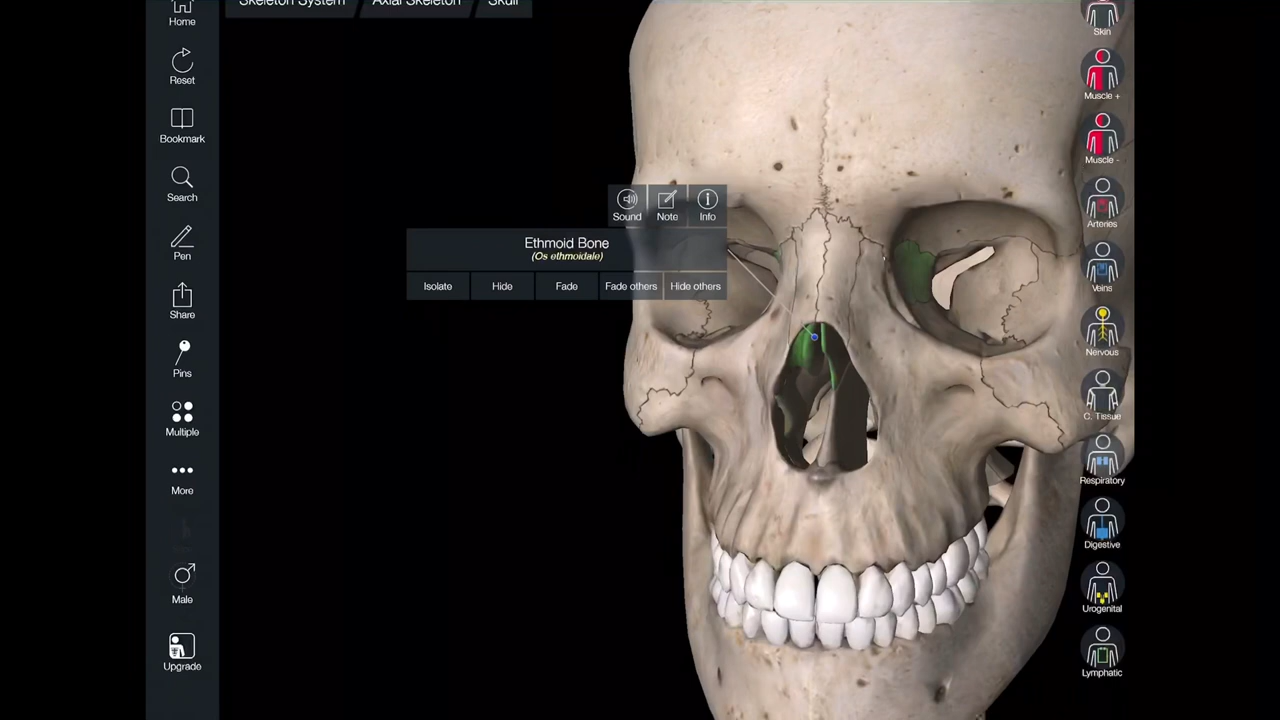 Skeleton System
Axial Skeleton
Skull
Home
Reset
Bookmark
Search
Pen
Share
Pins
Multiple
More
Male
Upgrade
Sound
Note
Info
Ethmoid Bone
(Os ethmoidale)
Isolate
Hide
Fade
Fade others
Hide others
Skin
Muscle +
Muscle -
Arteries
Veins
Nervous
C. Tissue
Respiratory
Digestive
Urogenital
Lymphatic